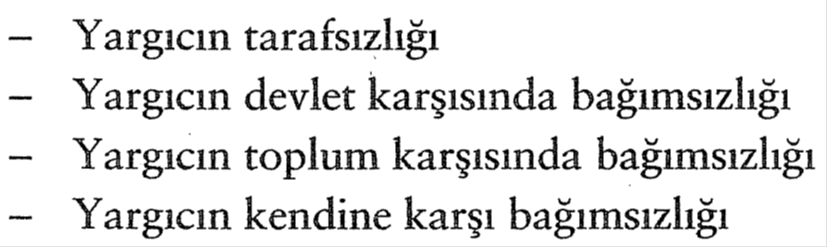 – Yargıcın tarafsızlığı
– Yargıcın devlet karşısında bağımsızlığı
– Yargıcın toplum karşısında bağımsızlığı
– Yargıcın kendine karşı bağımsızlığı